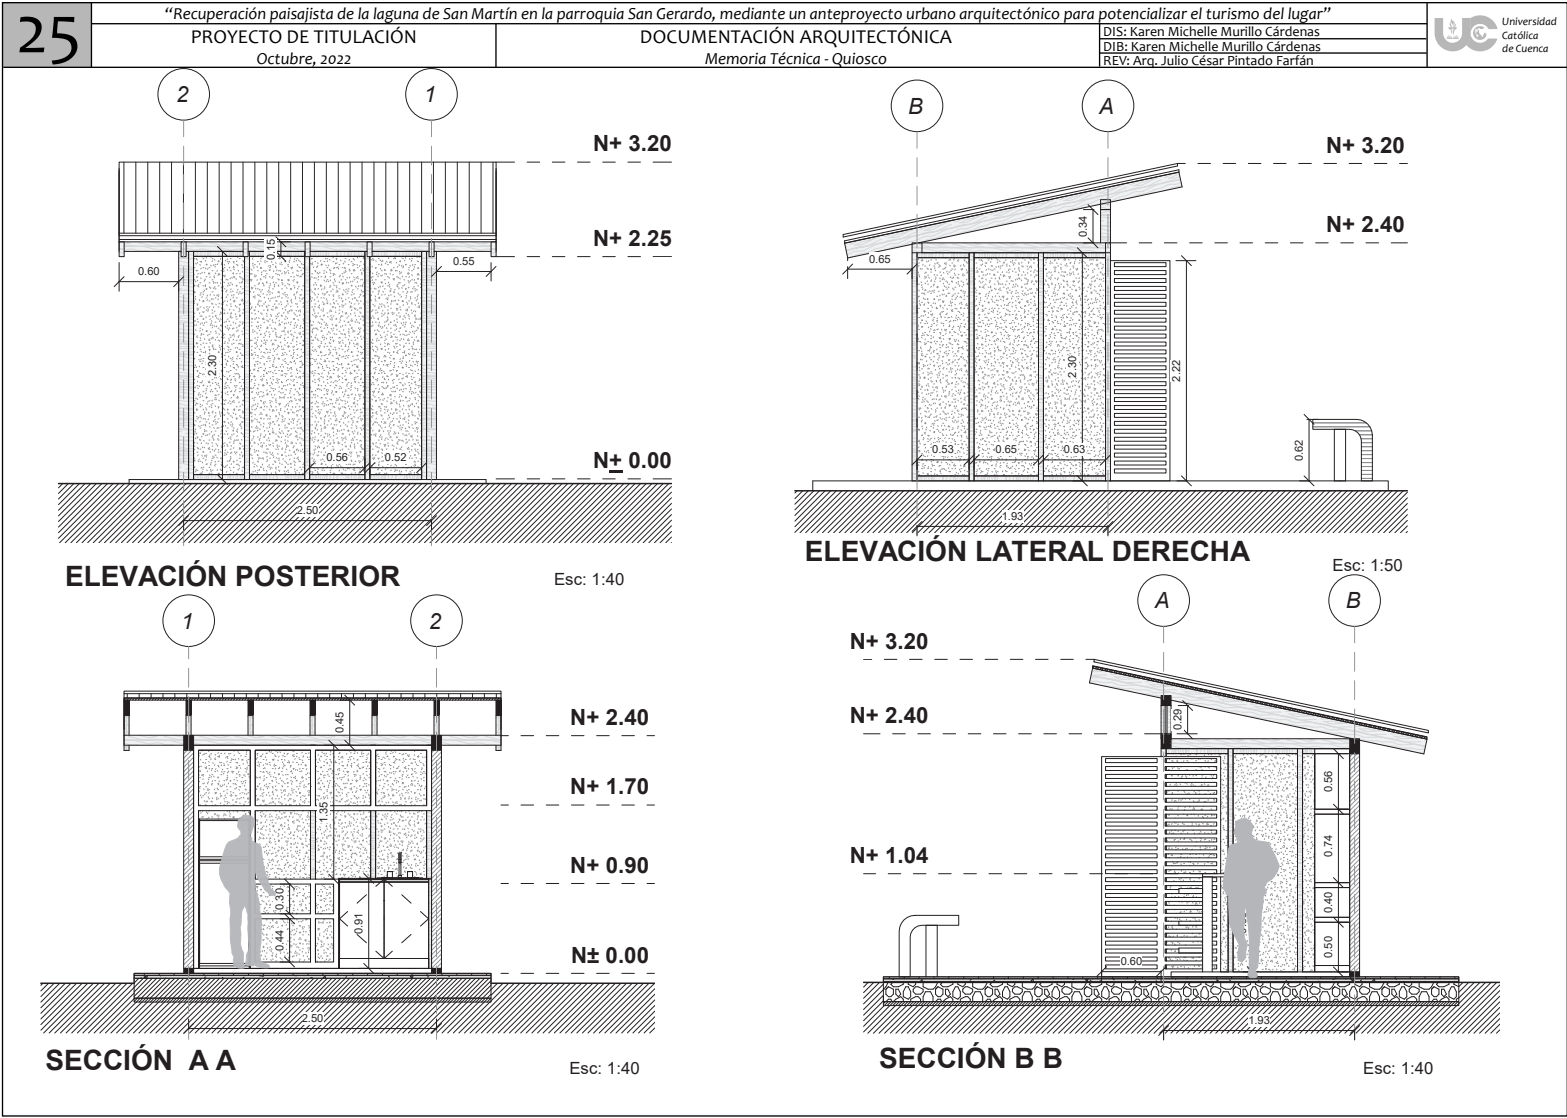 25
“Recuperación paisajista de la laguna de San Martín en la parroquia San Gerardo, mediante un anteproyecto urbano arquitectónico para potencializar el turismo del lugar”
PROYECTO DE TITULACIÓN
Octubre, 2022
DOCUMENTACIÓN ARQUITECTÓNICA
Memoria Técnica - Quiosco
DIS: Karen Michelle Murillo Cárdenas
DIB: Karen Michelle Murillo Cárdenas
REV: Arq. Julio César Pintado Farfán
UC
Universidad
Católica
de Cuenca
2
1
N+ 3.20
N+ 2.25
0.15
0.60
0.55
2.30
0.56
0.52
N± 0.00
2.50
ELEVACIÓN POSTERIOR
Esc: 1:40
B
A
N+ 3.20
N+ 2.40
0.34
0.65
2.30
2.22
0.53
0.65
0.63
0.62
1.93
ELEVACIÓN LATERAL DERECHA
Esc: 1:50
1
2
0.45
N+ 2.40
N+ 1.70
1.35
N+ 0.90
0.30
0.91
0.44
N± 0.00
2.50
SECCIÓN A A
Esc: 1:40
A
B
N+ 3.20
N+ 2.40
0.29
0.56
0.74
N+ 1.04
0.40
0.50
0.60
1.93
SECCIÓN B B
Esc: 1:40